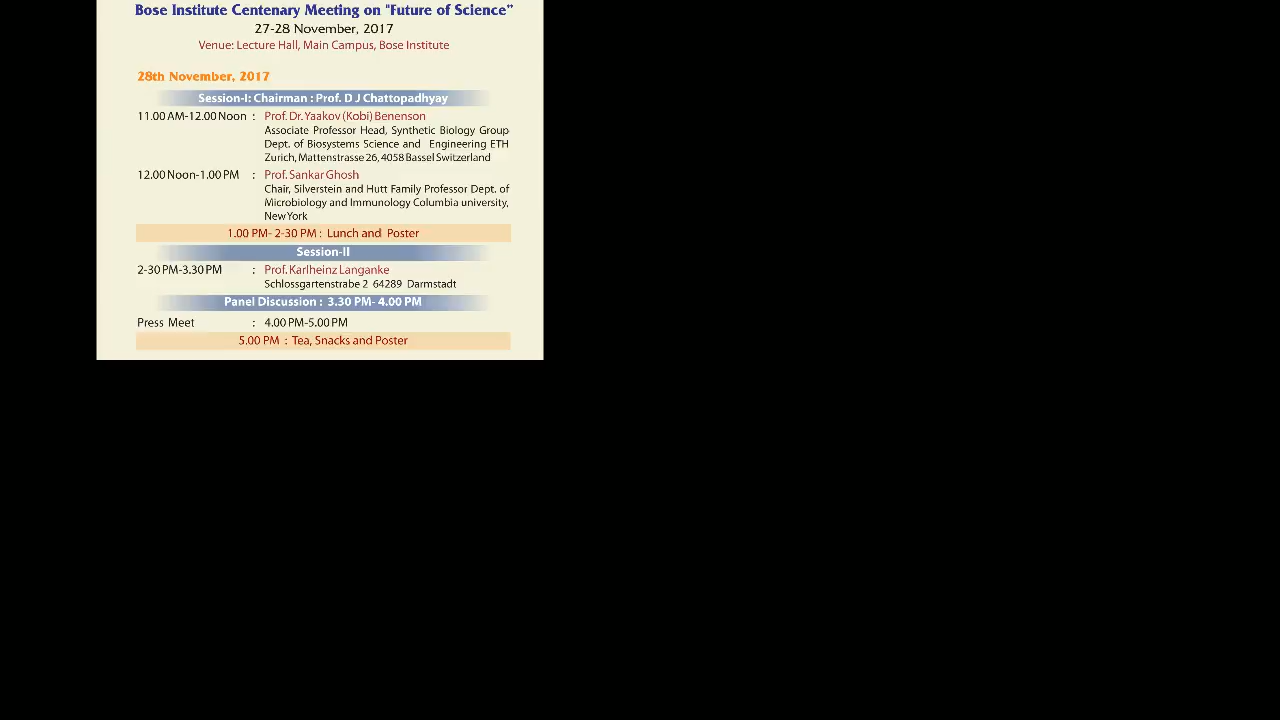 Bose Institute Centenary Meeting on "Future of Science"
27-28 November, 2017
Venue: Lecture Hall, Main Campus, Bose Institute
28th November, 2017
Session-I: Chairman : Prof. D J Chattopadhyay
11.00 AM-12.00 Noon : Prof. Dr. Yaakov (Kobi) Benenson
Associate Professor Head, Synthetic Biology Group
Dept. of Biosystems Science and Engineering ETH
Zurich, Mattenstrasse 26, 4058 Bassel Switzerland
12.00 Noon-1.00 PM : Prof. Sankar Ghosh
Chair, Silverstein and Hutt Family Professor Dept. of
Microbiology and Immunology Columbia university,
New York
1.00 PM- 2-30 PM : Lunch and Poster
Session-II
2-30 PM-3.30 PM : Prof. Karlheinz Langanke
Schlossgartenstrabe 2 64289 Darmstadt
Panel Discussion : 3.30 PM- 4.00 PM
Press Meet : 4.00 PM-5.00 PM
5.00 PM : Tea, Snacks and Poster